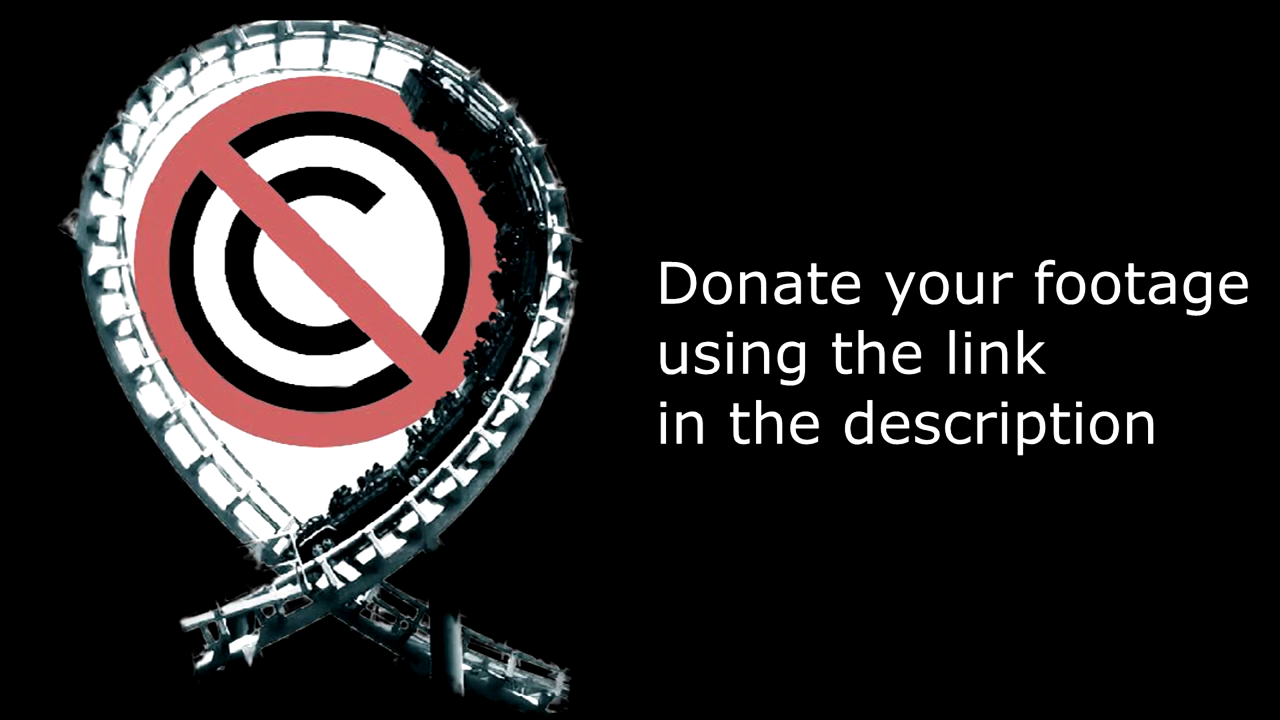 Donate your footage
using the link
in the description